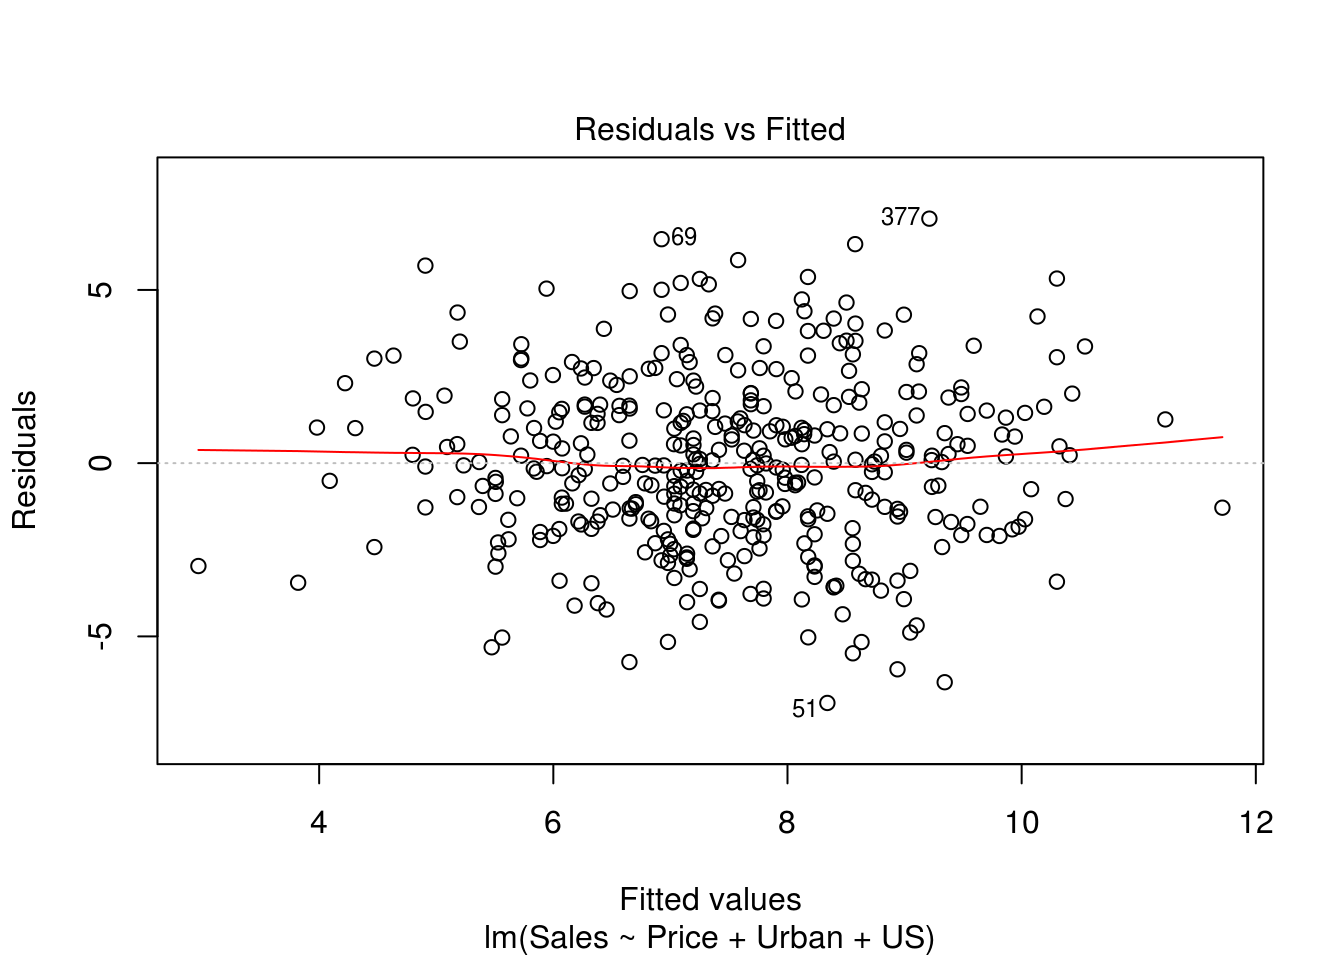 Residuals vs Fitted
377
69
5
Residuals
0
-5
51
4 6 8 10 12
Fitted values
lm(Sales ~ Price + Urban + US)